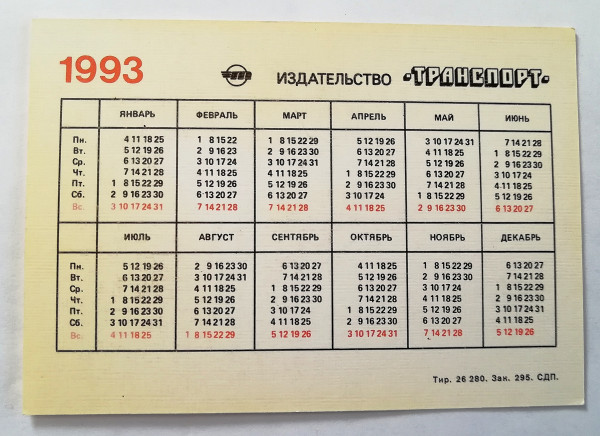 1993 ИЗДАТЕЛЬСТВО «ТРАНСПОРТ»
ЯНВАРЬ ФЕВРАЛЬ МАРТ АПРЕЛЬ МАЙ ИЮНЬ
Пн. 4 11 18 25 1 8 15 22 1 8 15 22 29 5 12 19 26 3 10 17 24 31 7 14 21 28
Вт. 5 12 19 26 2 9 16 23 2 9 16 23 30 6 13 20 27 4 11 18 25 1 8 15 22 29
Ср. 6 13 20 27 3 10 17 24 3 10 17 24 31 7 14 21 28 5 12 19 26 2 9 16 23 30
Чт. 7 14 21 28 4 11 18 25 4 11 18 25 1 8 15 22 29 6 13 20 27 3 10 17 24
Пт. 1 8 15 22 29 5 12 19 26 5 12 19 26 2 9 16 23 30 7 14 21 28 4 11 18 25
Сб. 2 9 16 23 30 6 13 20 27 6 13 20 27 3 10 17 24 1 8 15 22 29 5 12 19 26
Вс. 3 10 17 24 31 7 14 21 28 7 14 21 28 4 11 18 25 2 9 16 23 30 6 13 20 27
ИЮЛЬ АВГУСТ СЕНТЯБРЬ ОКТЯБРЬ НОЯБРЬ ДЕКАБРЬ
Пн. 5 12 19 26 2 9 16 23 30 6 13 20 27 4 11 18 25 1 8 15 22 29 6 13 20 27
Вт. 6 13 20 27 3 10 17 24 31 7 14 21 28 5 12 19 26 2 9 16 23 30 7 14 21 28
Ср. 7 14 21 28 4 11 18 25 1 8 15 22 29 6 13 20 27 3 10 17 24 1 8 15 22 29
Чт. 1 8 15 22 29 5 12 19 26 2 9 16 23 30 7 14 21 28 4 11 18 25 2 9 16 23 30
Пт. 2 9 16 23 30 6 13 20 27 3 10 17 24 1 8 15 22 29 5 12 19 26 3 10 17 24 31
Сб. 3 10 17 24 31 7 14 21 28 4 11 18 25 2 9 16 23 30 6 13 20 27 4 11 18 25
Вс. 4 11 18 25 1 8 15 22 29 5 12 19 26 3 10 17 24 31 7 14 21 28 5 12 19 26
Тир. 26 280. Зак. 295. СДП.